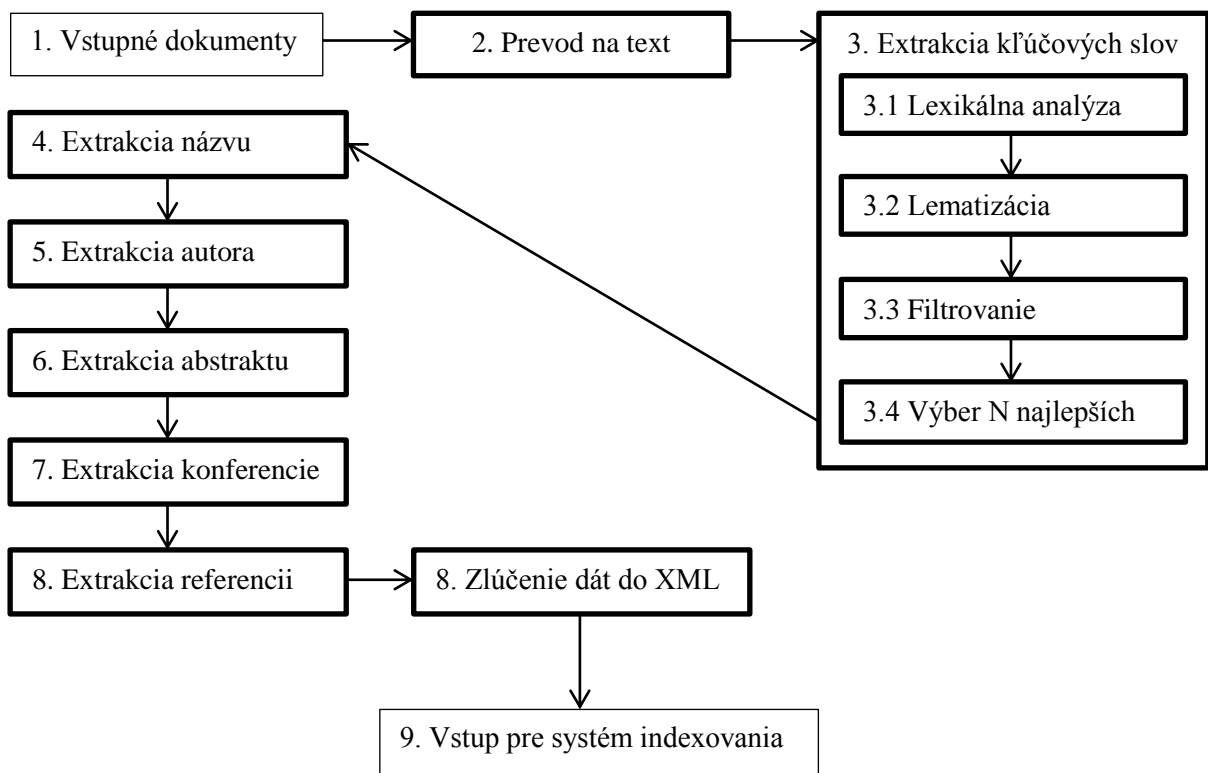 1. Vstupné dokumenty
2. Prevod na text
3. Extrakcia kľúčových slov
3.1 Lexikálna analýza
3.2 Lematizácia
3.3 Filtrovanie
3.4 Výber N najlepších
4. Extrakcia názvu
5. Extrakcia autora
6. Extrakcia abstraktu
7. Extrakcia konferencie
8. Extrakcia referencii
8. Zlúčenie dát do XML
9. Vstup pre systém indexovania